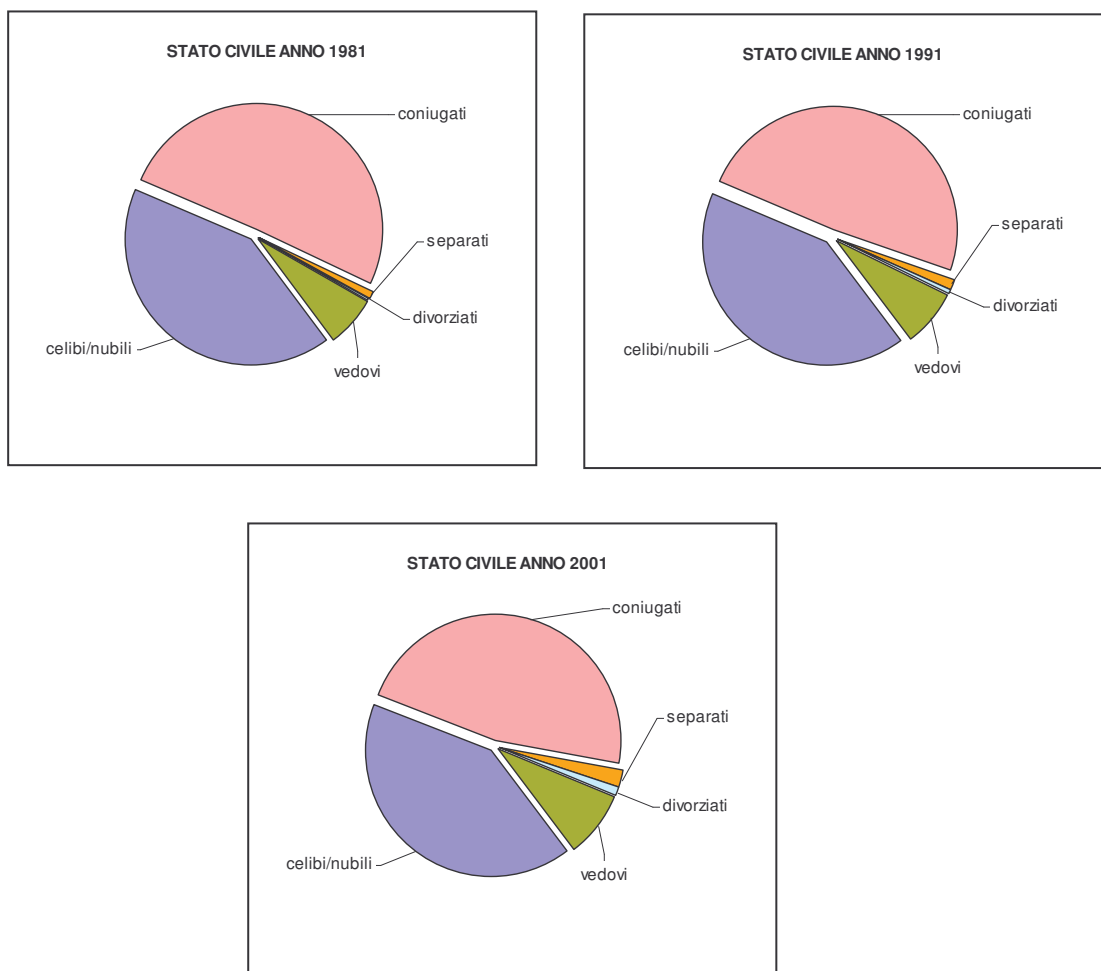 STATO CIVILE ANNO 1981
coniugati
separati
divorziati
celibi/nubili
vedovi
STATO CIVILE ANNO 1991
coniugati
separati
divorziati
celibi/nubili
vedovi
STATO CIVILE ANNO 2001
coniugati
separati
divorziati
celibi/nubili
vedovi